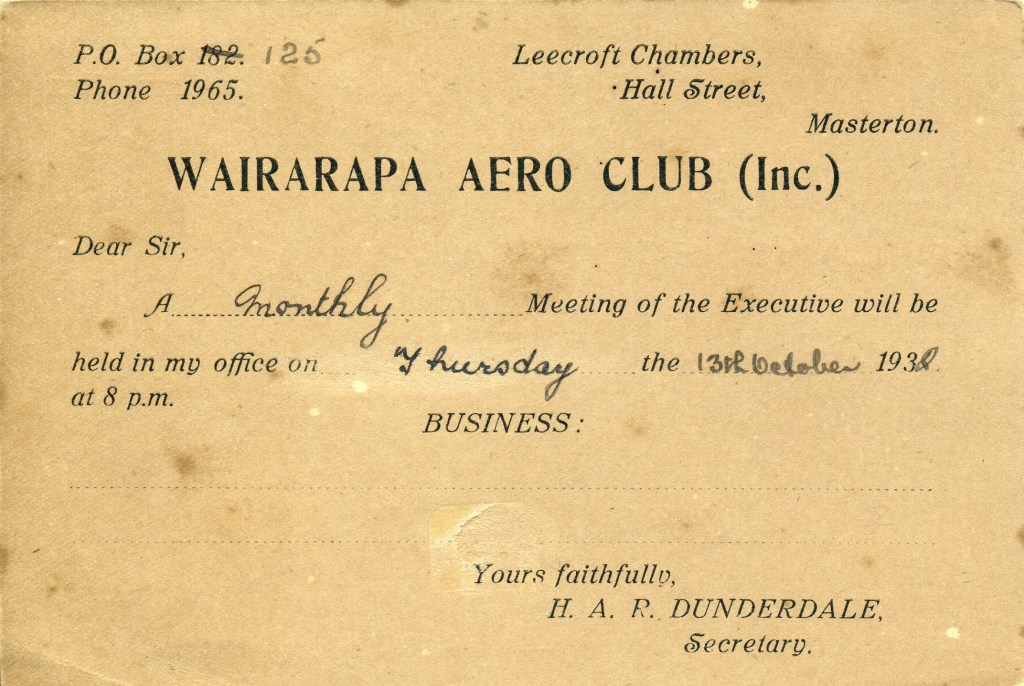 P.O. Box 182. 125
Phone 1965.
Leecroft Chambers,
Hall Street,
Masterton.
WAIRARAPA AERO CLUB (Inc.)
Dear Sir,
A Monthly Meeting of the Executive will be
held in my office on Thursday the 13th October 1938
at 8 p.m.
BUSINESS:
Yours faithfully,
H. A. R. DUNDERDALE,
Secretary.